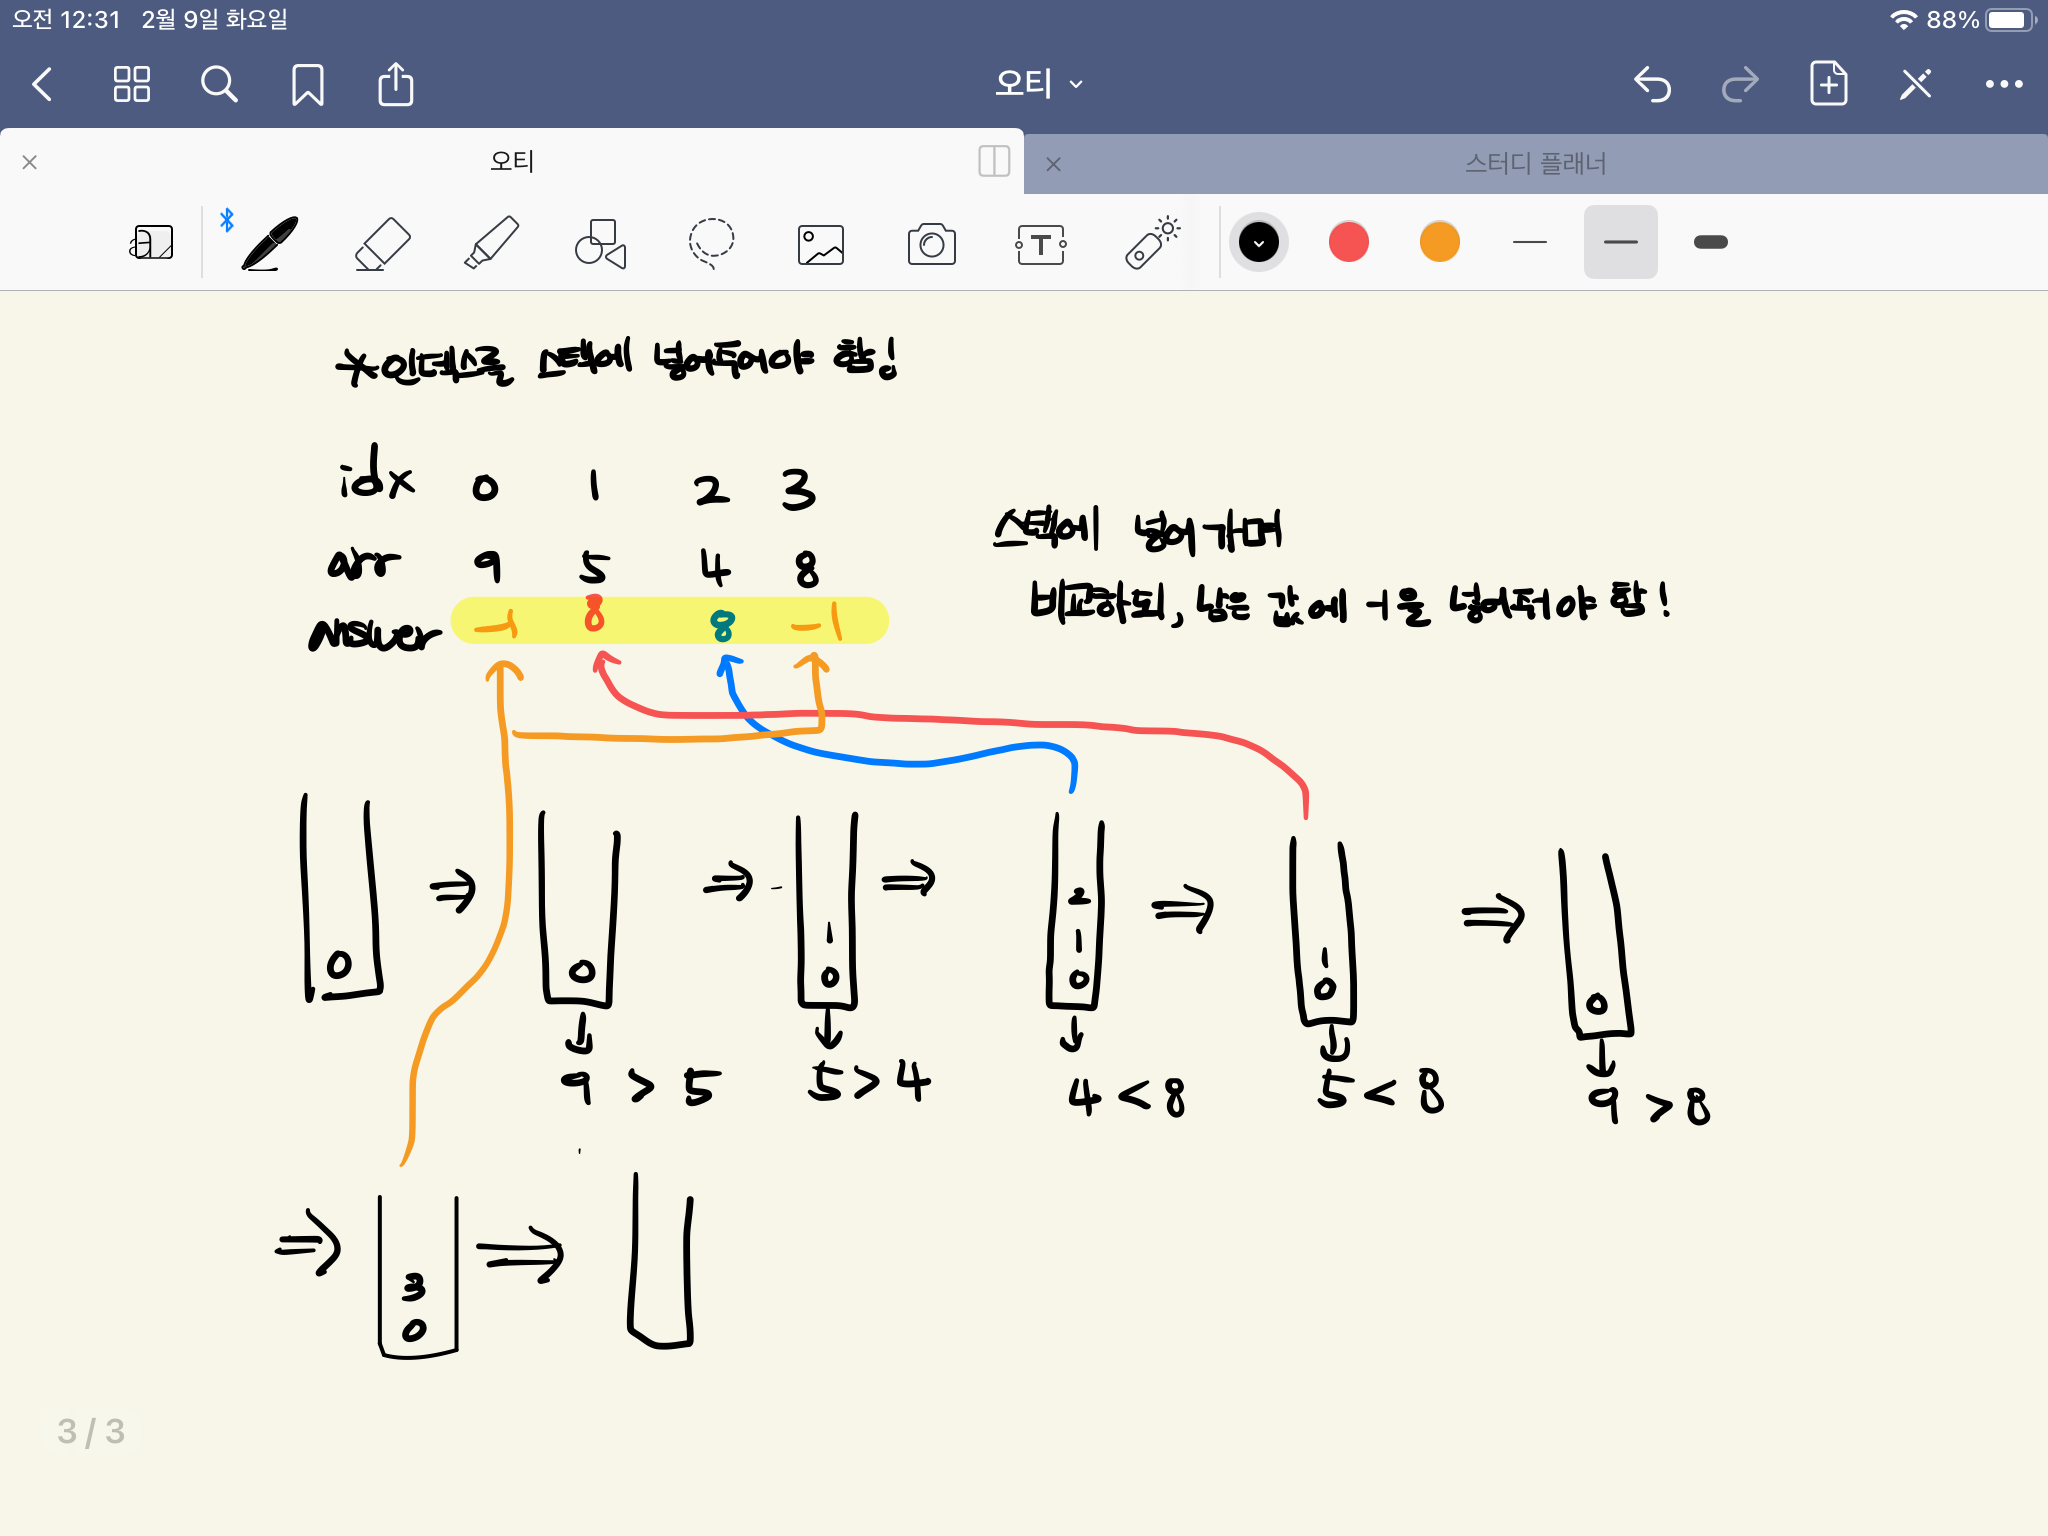 오전 12:31 2월 9일 화요일 88%
오티
오티 스터디 플래너
*인덱스를 스택에 넣어주어야 함!
idx 0 1 2 3
arr 9 5 4 8
answer -1 8 8 -1
스택에 넣어가며
비교하되, 남은 값에 -1을 넣어줘야 함!
0 ⇒ 0 ⇒ 1 0 ⇒ 2 1 0 ⇒ 1 0 ⇒ 0
9 > 5 5 > 4 4 < 8 5 < 8 9 > 8
⇒ 3 0 ⇒
3 / 3